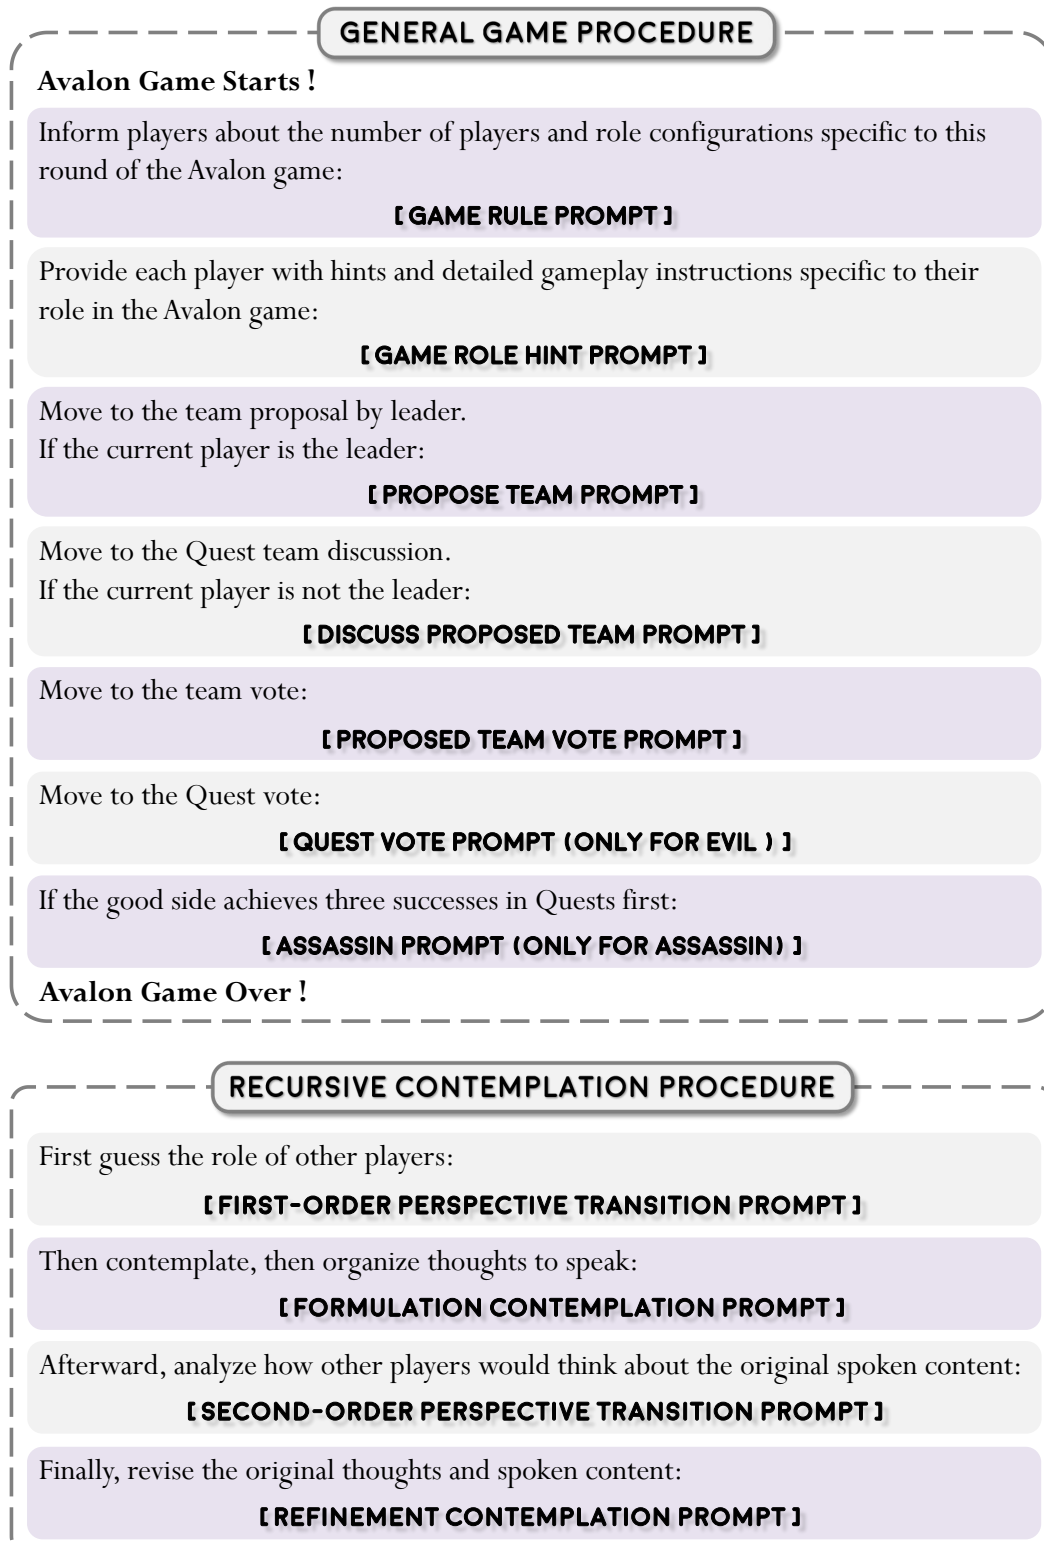 GENERAL GAME PROCEDURE
Avalon Game Starts !
Inform players about the number of players and role configurations specific to this
round of the Avalon game:
[ GAME RULE PROMPT ]
Provide each player with hints and detailed gameplay instructions specific to their
role in the Avalon game:
[ GAME ROLE HINT PROMPT ]
Move to the team proposal by leader.
If the current player is the leader:
[ PROPOSE TEAM PROMPT ]
Move to the Quest team discussion.
If the current player is not the leader:
[ DISCUSS PROPOSED TEAM PROMPT ]
Move to the team vote:
[ PROPOSED TEAM VOTE PROMPT ]
Move to the Quest vote:
[ QUEST VOTE PROMPT (ONLY FOR EVIL ) ]
If the good side achieves three successes in Quests first:
[ ASSASSIN PROMPT (ONLY FOR ASSASSIN) ]
Avalon Game Over !
RECURSIVE CONTEMPLATION PROCEDURE
First guess the role of other players:
[ FIRST-ORDER PERSPECTIVE TRANSITION PROMPT ]
Then contemplate, then organize thoughts to speak:
[ FORMULATION CONTEMPLATION PROMPT ]
Afterward, analyze how other players would think about the original spoken content:
[ SECOND-ORDER PERSPECTIVE TRANSITION PROMPT ]
Finally, revise the original thoughts and spoken content:
[ REFINEMENT CONTEMPLATION PROMPT ]